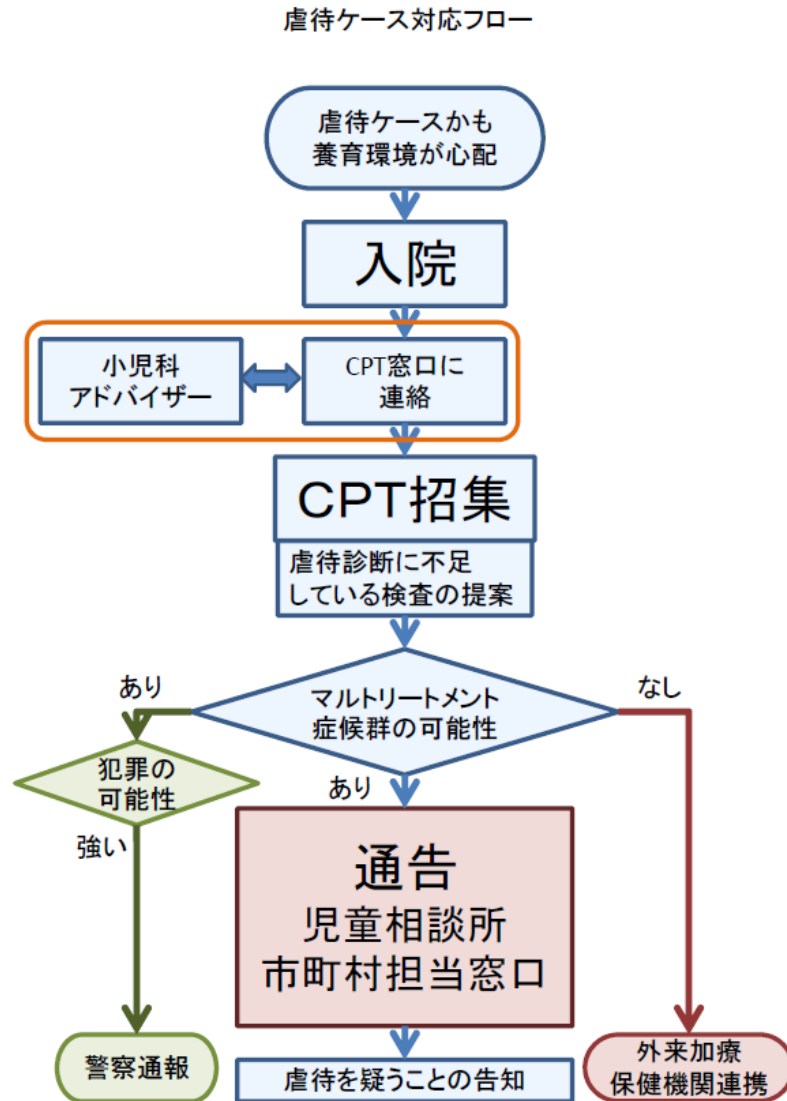 虐待ケース対応フロー
虐待ケースかも
養育環境が心配
入院
小児科
アドバイザー
CPT窓口に
連絡
CPT招集
虐待診断に不足
している検査の提案
あり
マルトリートメント
症候群の可能性
なし
犯罪の
可能性
あり
強い
通告
児童相談所
市町村担当窓口
警察通報
虐待を疑うことの告知
外来加療
保健機関連携